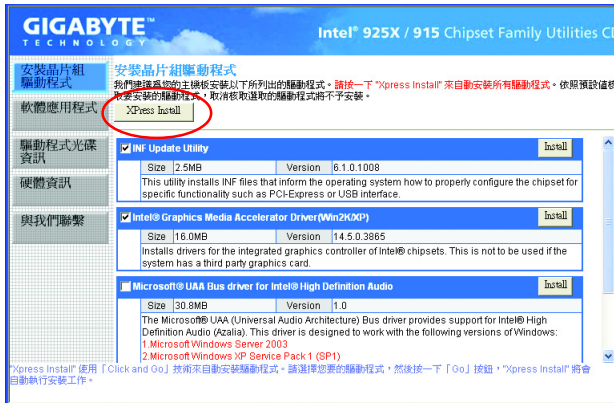 GIGABYTE™
TECHNOLOGY
Intel® 925X / 915 Chipset Family Utilities CD
安裝晶片組
驅動程式
軟體應用程式
驅動程式光碟
資訊
硬體資訊
與我們聯繫
安裝晶片組驅動程式
我們建議爲您的主機板安裝以下所列出的驅動程式。請按一下 "Xpress Install" 來自動安裝所有驅動程式。依照預設值核
取要安裝的驅動程式，取消核取選取的驅動程式將不予安裝。
XPress Install
INF Update Utility
Install
Size 2.5MB Version 6.1.0.1008
This utility installs INF files that inform the operating system how to properly configure the chipset for
specific functionality such as PCI-Express or USB interface.
Intel® Graphics Media Accelerator Driver(Win2K/XP)
Install
Size 16.0MB Version 14.5.0.3865
Installs drivers for the integrated graphics controller of Intel® chipsets. This is not to be used if the
system has a third party graphics card.
Microsoft® UAA Bus driver for Intel® High Definition Audio
Install
Size 30.8MB Version 1.0
The Microsoft® UAA (Universal Audio Architecture) Bus driver provides support for Intel® High
Definition Audio (Azalia). This driver is designed to work with the following versions of Windows:
1.Microsoft Windows Server 2003
2.Microsoft Windows XP Service Pack 1 (SP1)
"Xpress Install" 使用「Click and Go」技術來自動安裝驅動程式。請選擇您要的驅動程式，然後按一下「Go」按鈕，"Xpress Install" 將會
自動執行安裝工作。